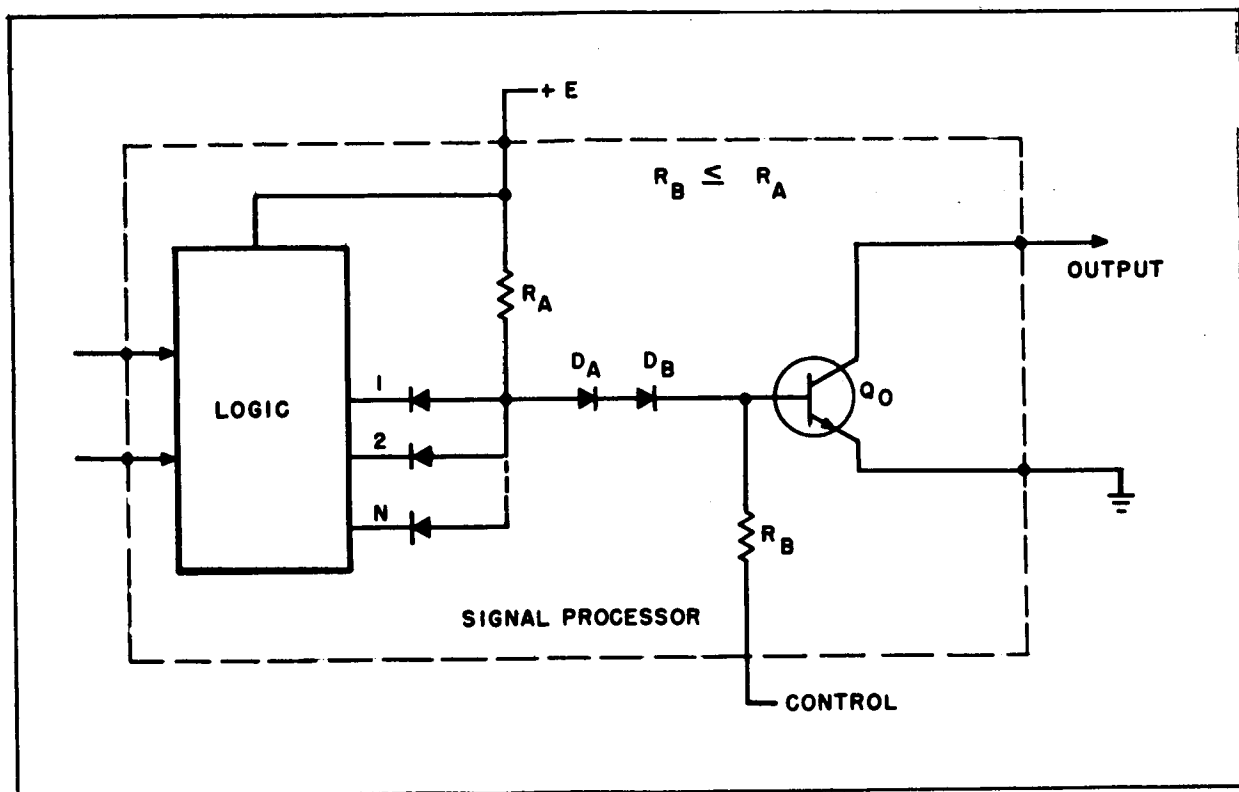 + E
R_B ≤ R_A
R_A
OUTPUT
D_A D_B
Q_O
1
LOGIC
2
N
R_B
SIGNAL PROCESSOR
CONTROL